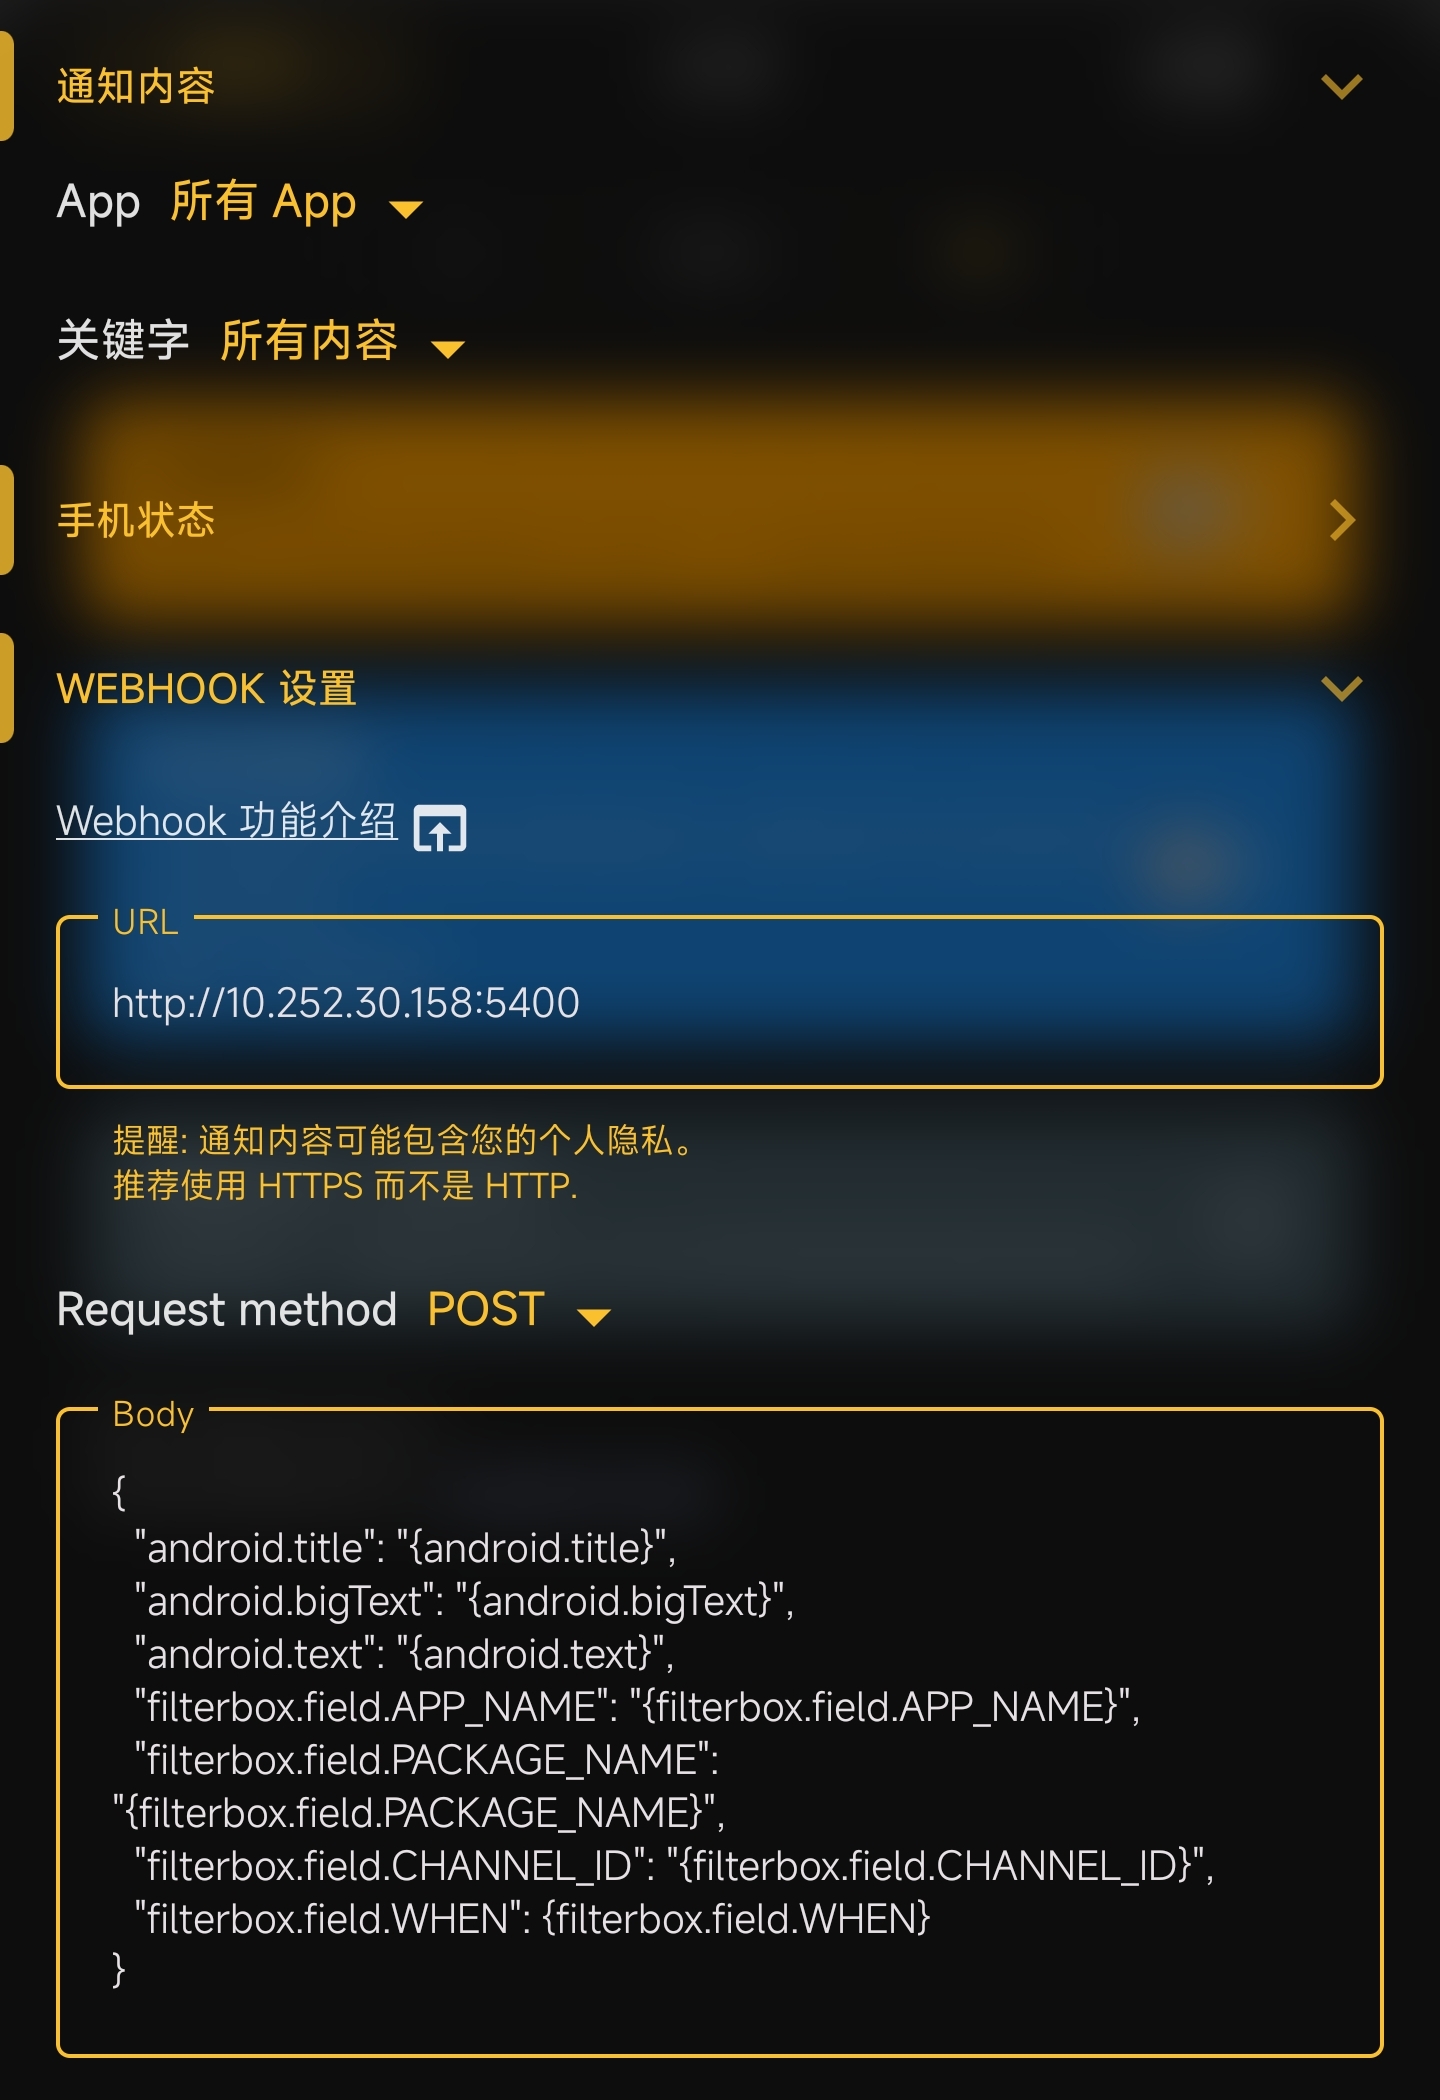 通知内容
App 所有 App
关键字 所有内容
手机状态
WEBHOOK 设置
Webhook 功能介绍
URL
http://10.252.30.158:5400
提醒: 通知内容可能包含您的个人隐私。
推荐使用 HTTPS 而不是 HTTP.
Request method POST
Body
{
"android.title": "{android.title}",
"android.bigText": "{android.bigText}",
"android.text": "{android.text}",
"filterbox.field.APP_NAME": "{filterbox.field.APP_NAME}",
"filterbox.field.PACKAGE_NAME":
"{filterbox.field.PACKAGE_NAME}",
"filterbox.field.CHANNEL_ID": "{filterbox.field.CHANNEL_ID}",
"filterbox.field.WHEN": {filterbox.field.WHEN}
}